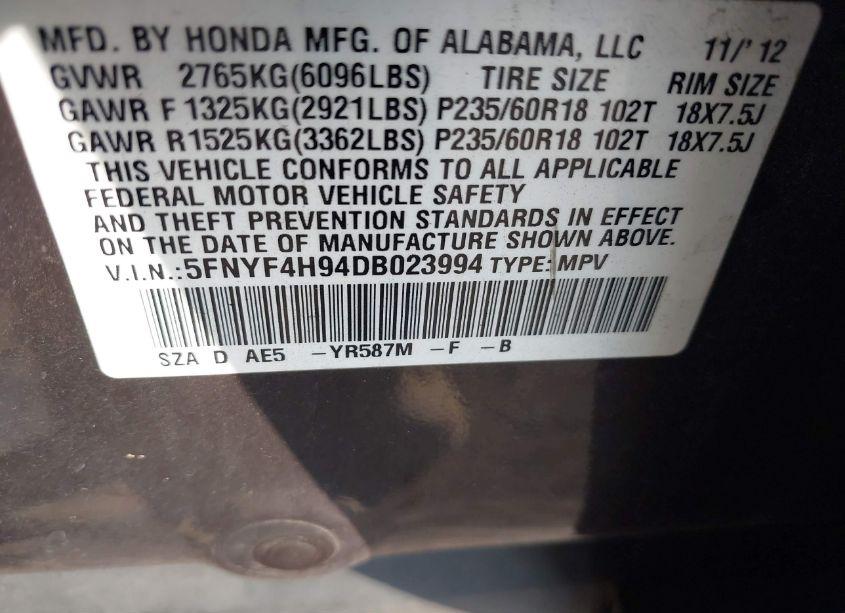 MFD. BY HONDA MFG. OF ALABAMA, LLC 11/'12
GVWR 2765KG(6096LBS) TIRE SIZE RIM SIZE
GAWR F 1325KG(2921LBS) P235/60R18 102T 18X7.5J
GAWR R1525KG(3362LBS) P235/60R18 102T 18X7.5J
THIS VEHICLE CONFORMS TO ALL APPLICABLE
FEDERAL MOTOR VEHICLE SAFETY
AND THEFT PREVENTION STANDARDS IN EFFECT
ON THE DATE OF MANUFACTURE SHOWN ABOVE.
V.I.N.:5FNYF4H94DB023994 TYPE:MPV
SZA D AE5 -YR587M -F -B